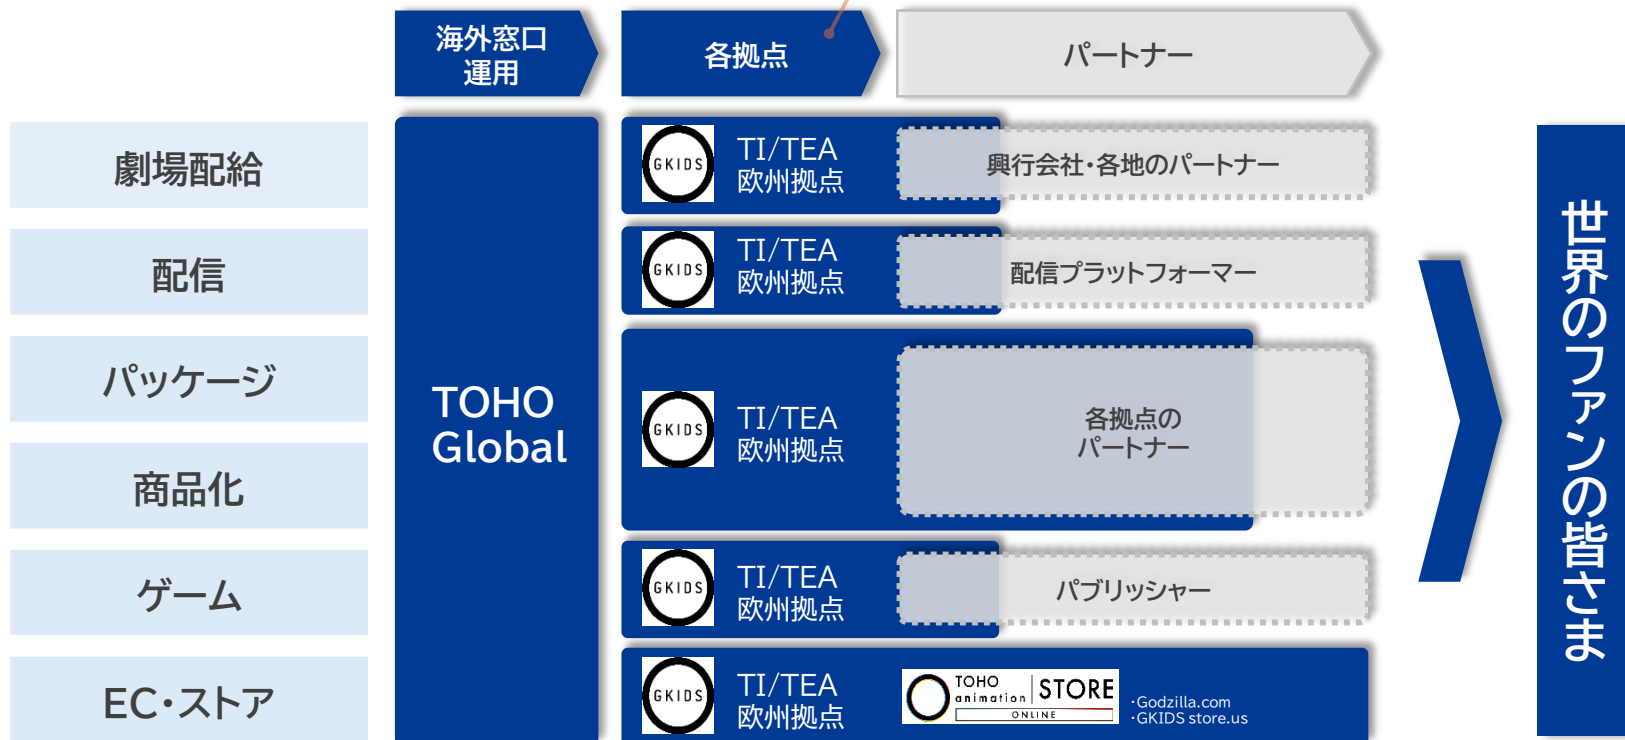 海外窓口
運用
各拠点
パートナー
劇場配給
GKIDS
TI/TEA
欧州拠点
興行会社・各地のパートナー
配信
GKIDS
TI/TEA
欧州拠点
配信プラットフォーマー
パッケージ
商品化
TOHO
Global
GKIDS
TI/TEA
欧州拠点
各拠点の
パートナー
ゲーム
GKIDS
TI/TEA
欧州拠点
パブリッシャー
EC・ストア
GKIDS
TI/TEA
欧州拠点
TOHO
animation
STORE
ONLINE
・Godzilla.com
・GKIDS store.us
世界のファンの皆さま